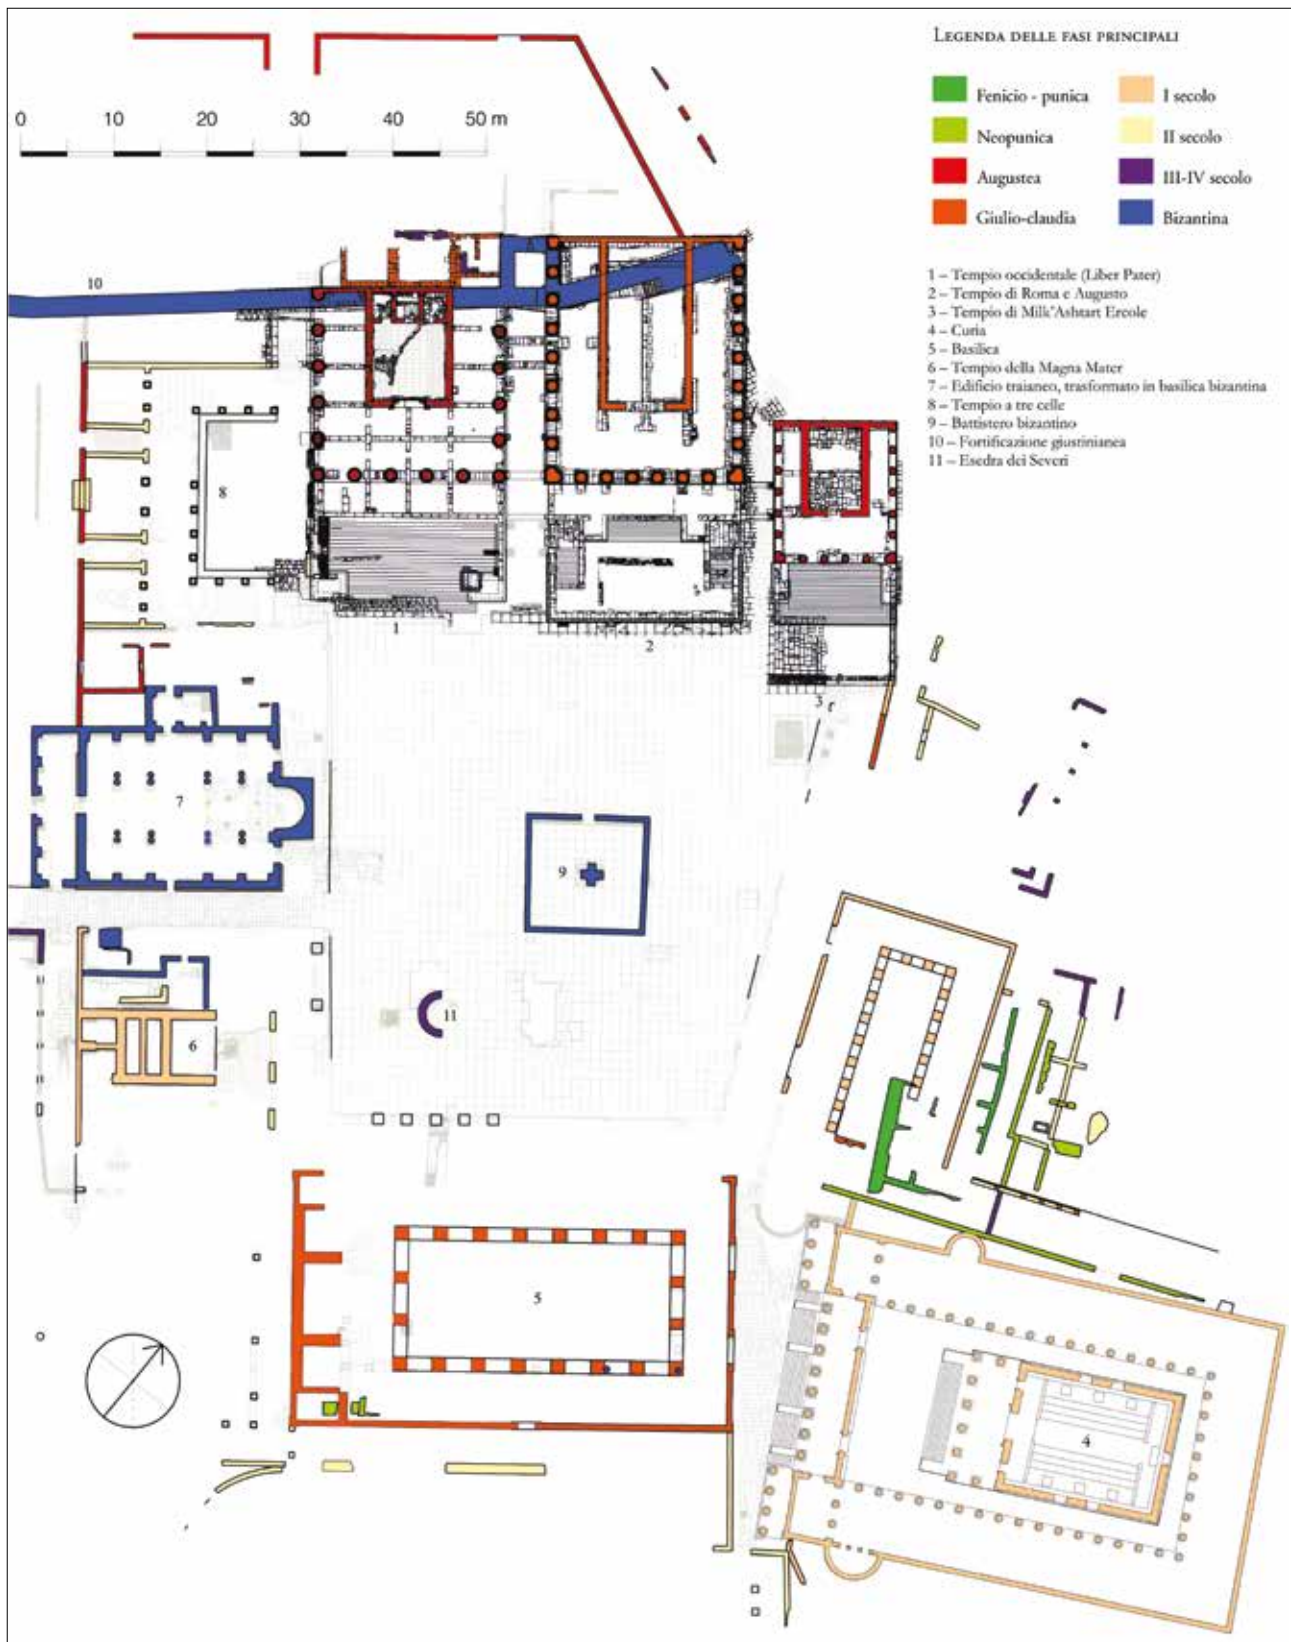 LEGENDA DELLE FASI PRINCIPALI
Fenicio - punica
I secolo
Neopunica
II secolo
Augustea
III-IV secolo
Giulio-claudia
Bizantina
1 – Tempio occidentale (Liber Pater)
2 – Tempio di Roma e Augusto
3 – Tempio di Milk'Ashtart Ercole
4 – Curia
5 – Basilica
6 – Tempio della Magna Mater
7 – Edificio traianeo, trasformato in basilica bizantina
8 – Tempio a tre celle
9 – Battistero bizantino
10 – Fortificazione giustinianea
11 – Esedra dei Severi
0 10 20 30 40 50 m
10
8
1
2
3
7
9
11
6
5
4